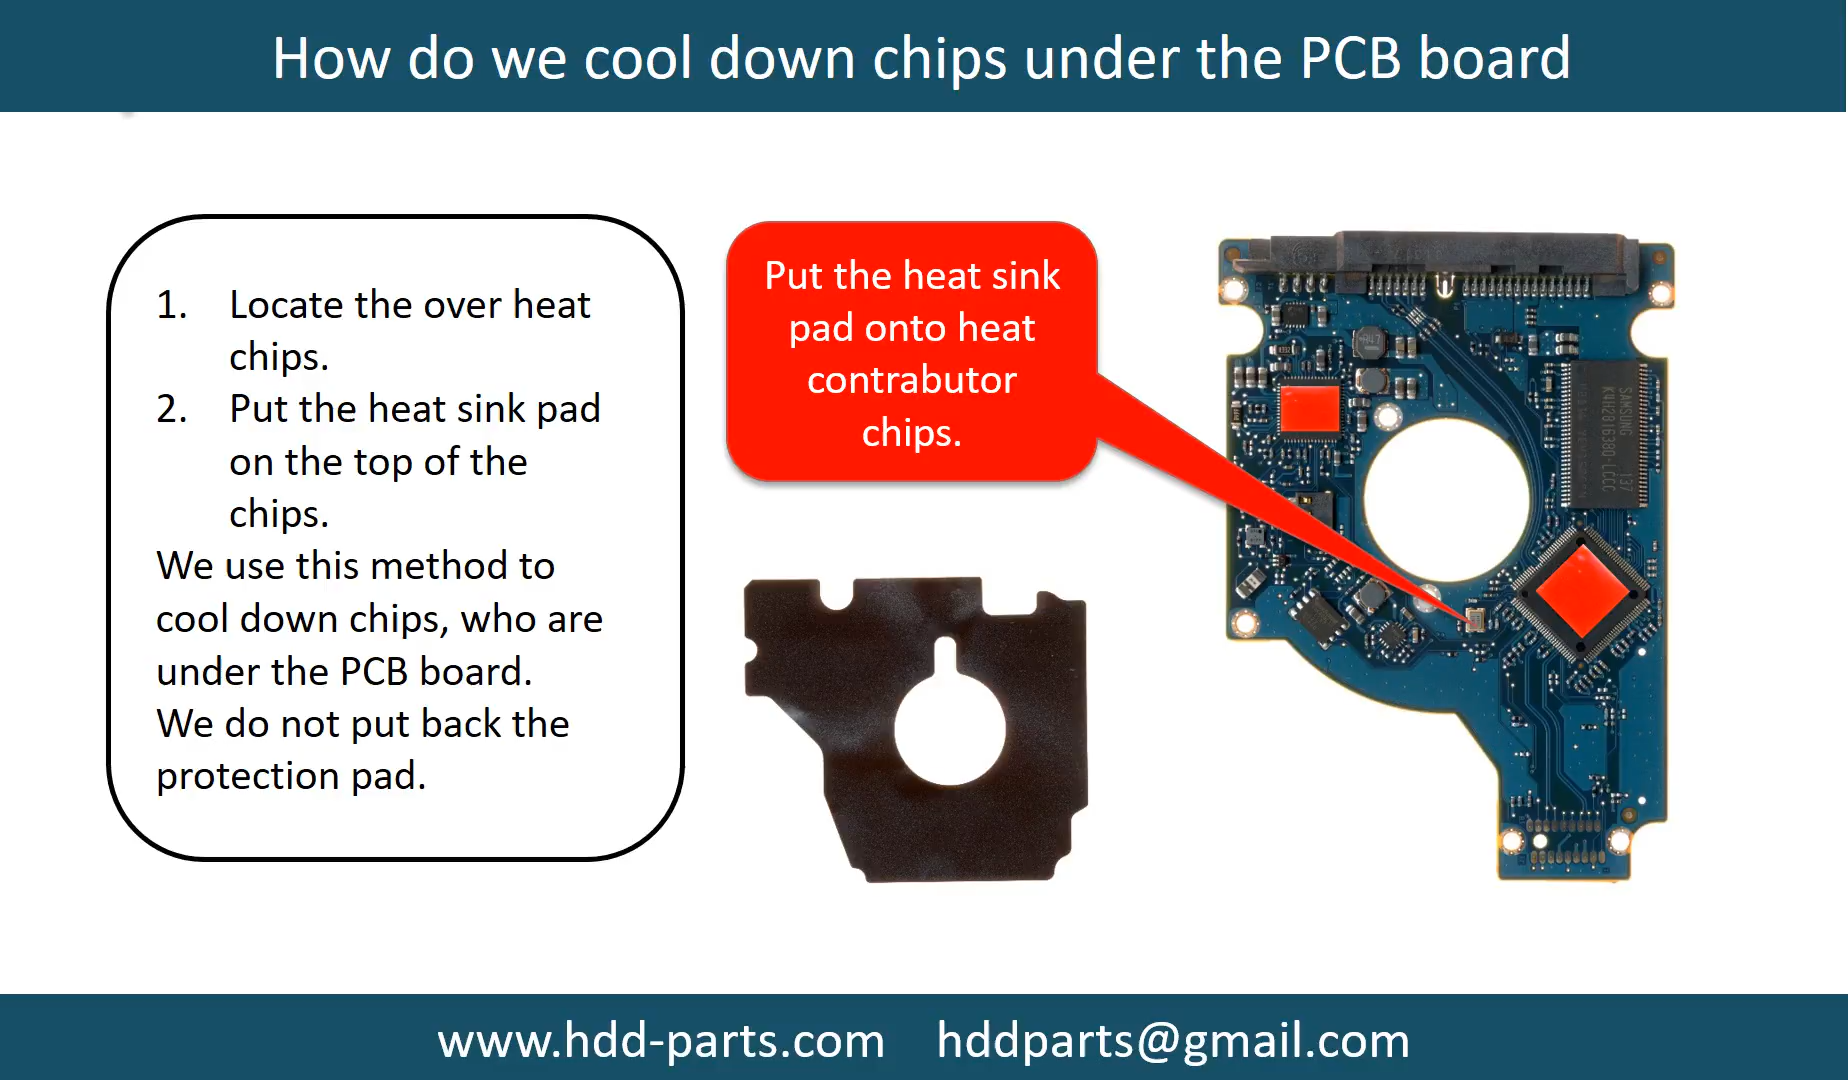 How do we cool down chips under the PCB board
1. Locate the over heat
chips.
2. Put the heat sink pad
on the top of the
chips.
We use this method to
cool down chips, who are
under the PCB board.
We do not put back the
protection pad.
Put the heat sink
pad onto heat
contrabutor
chips.
SAMSUNG 137
www.hdd-parts.com hddparts@gmail.com